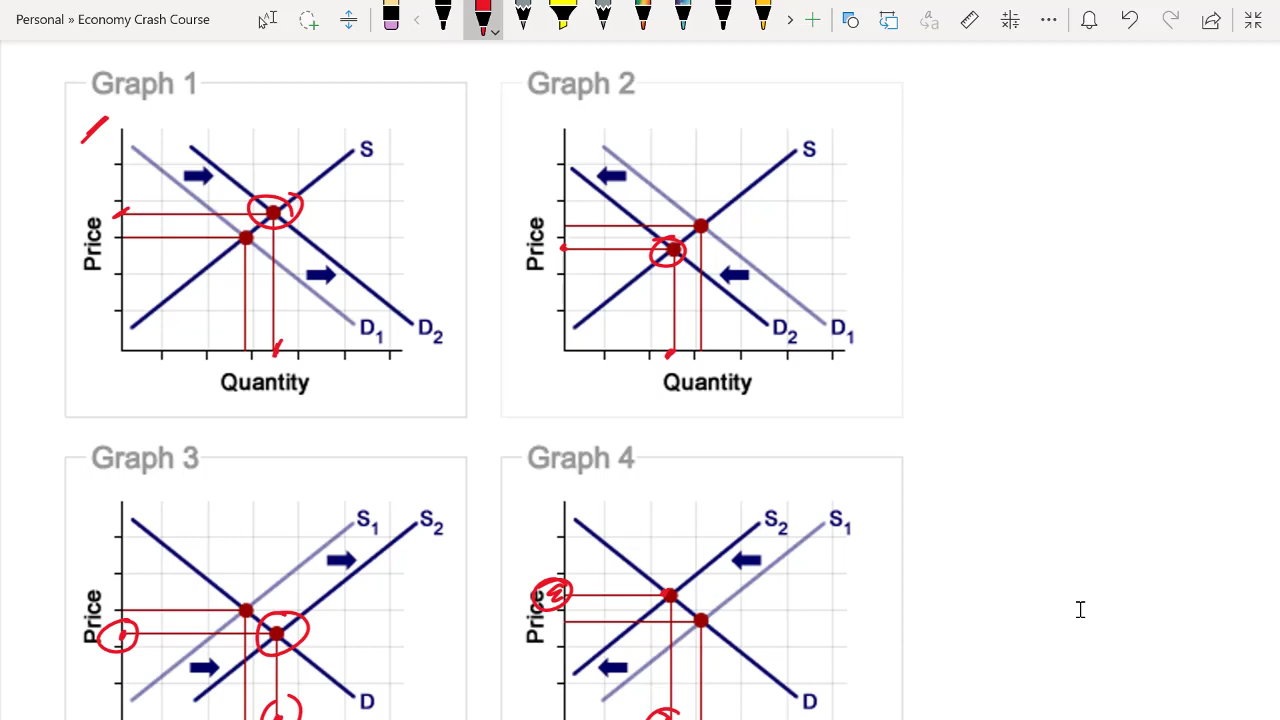 Personal » Economy Crash Course
Graph 1
S
Price
D1
D2
Quantity
Graph 2
S
Price
D2
D1
Quantity
Graph 3
S1
S2
Price
D
Graph 4
S2
S1
Price
D